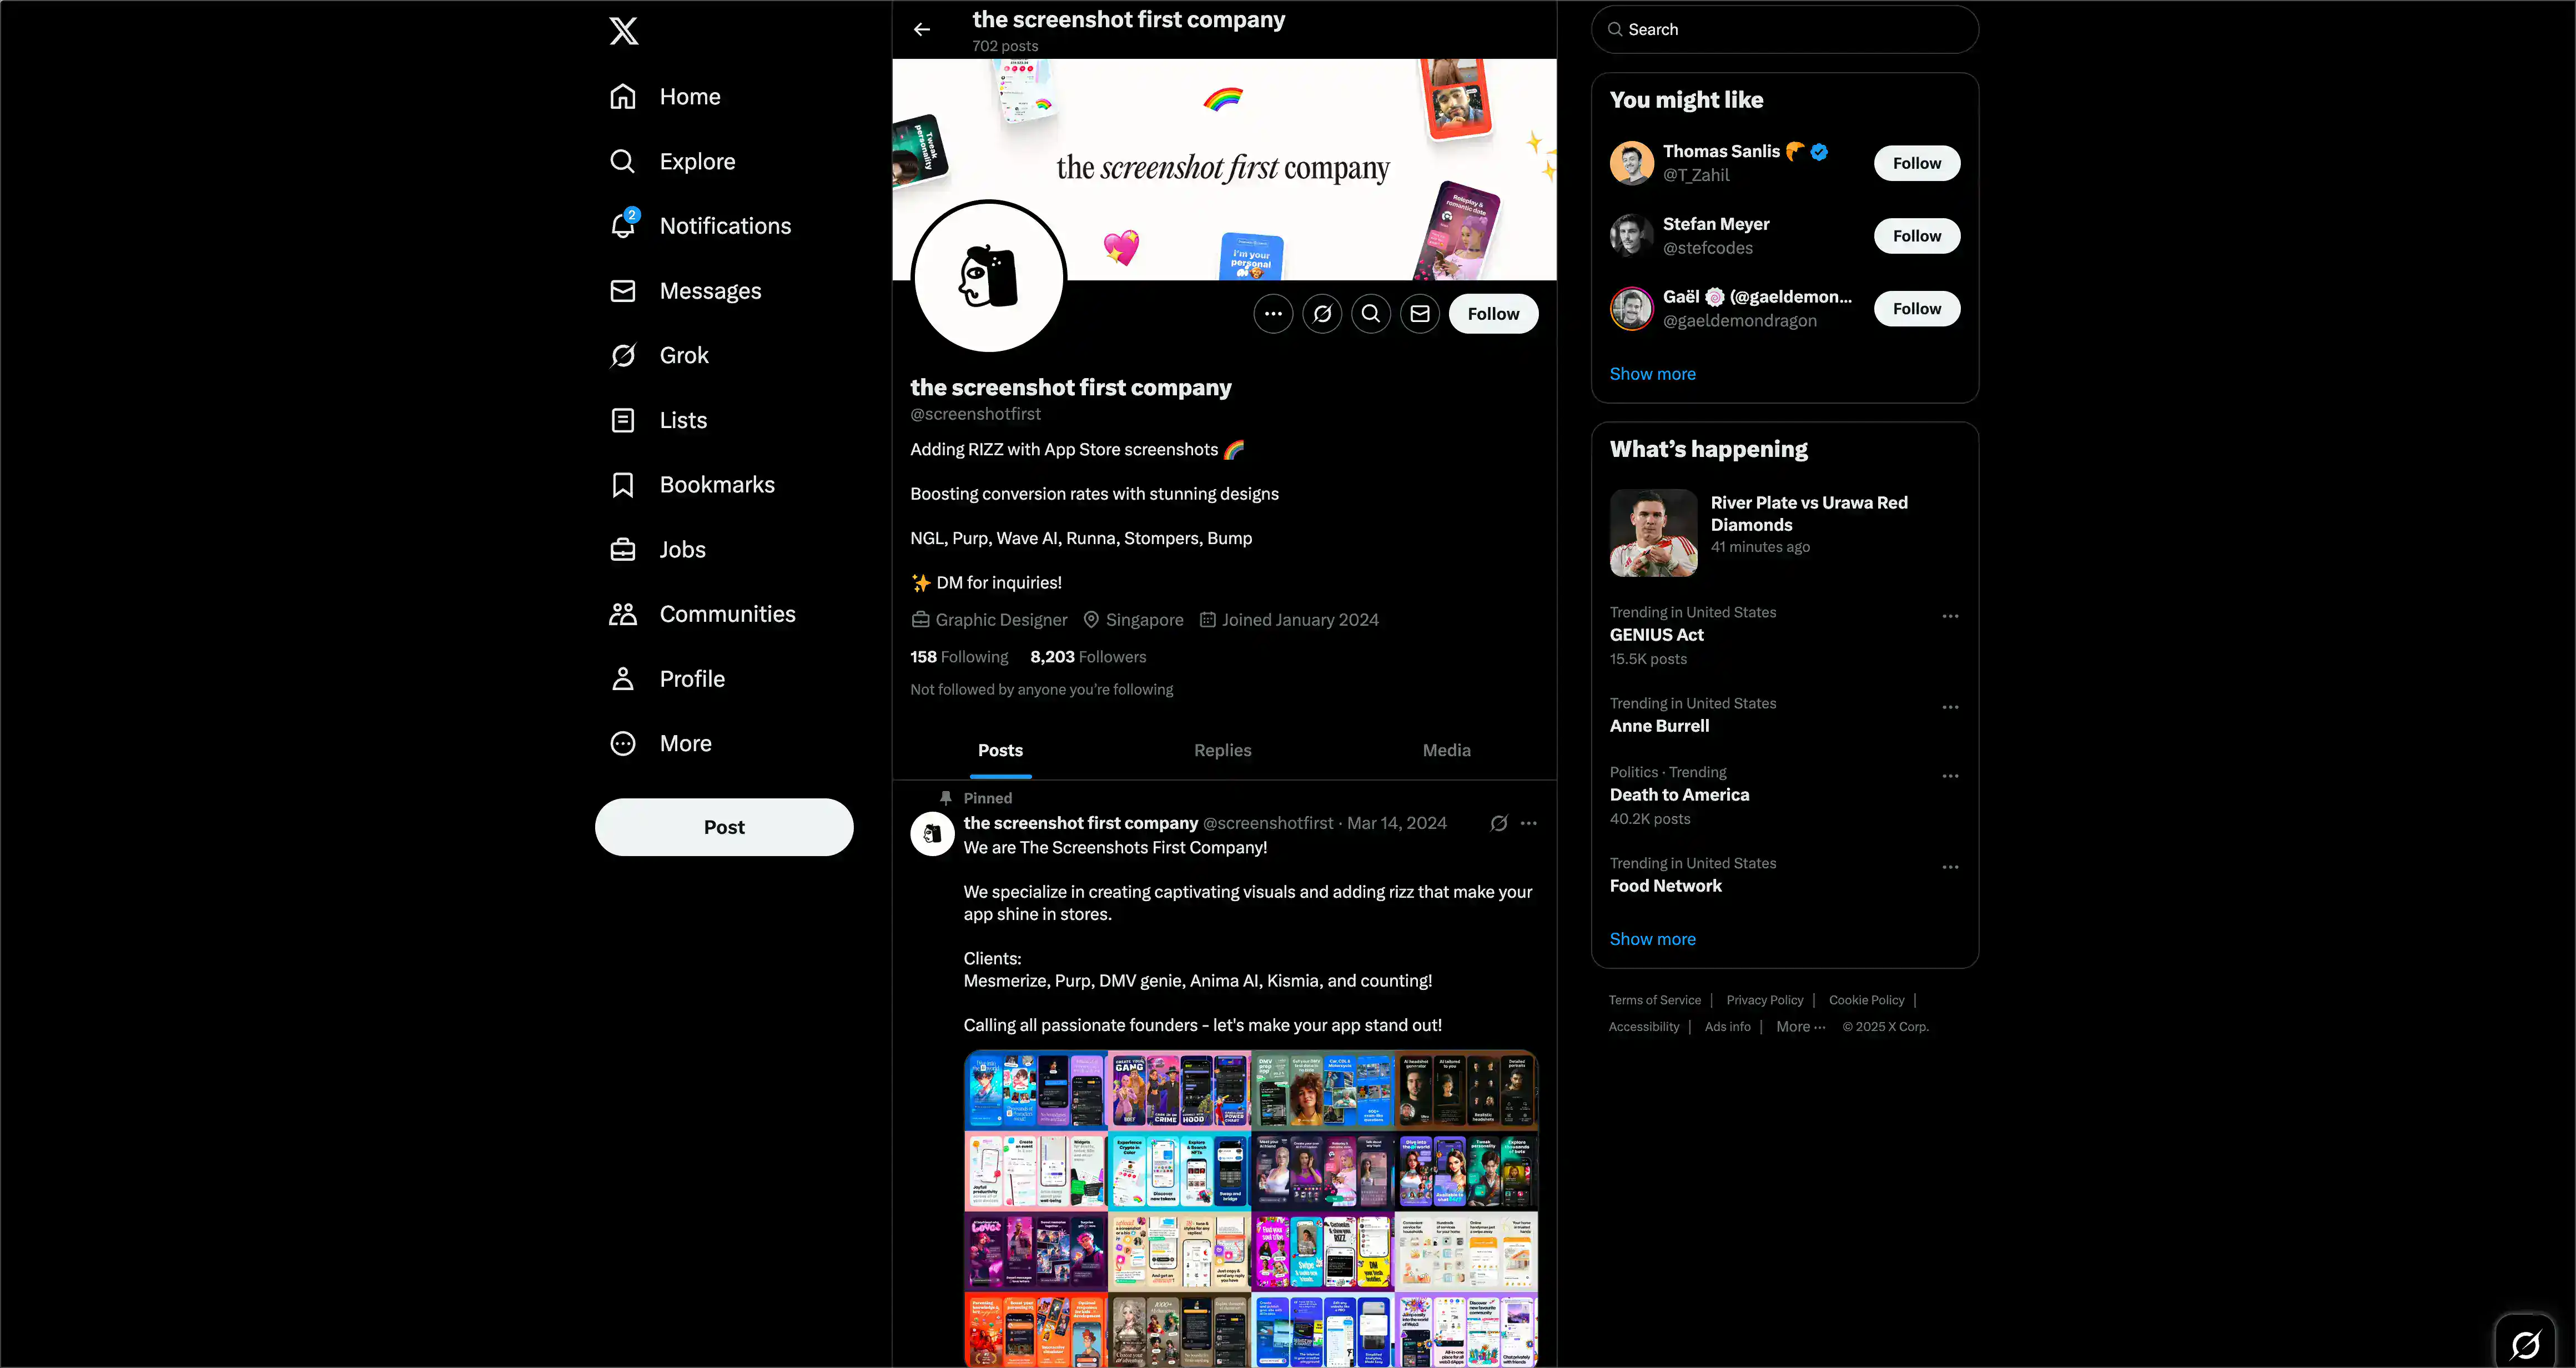 Home
Explore
2
Notifications
Messages
Grok
Lists
Bookmarks
Jobs
Communities
Profile
More
Post
the screenshot first company
702 posts
Tweak
personality
the screenshot first company
Roleplay &
romantic date
I'm your
personal
Follow
the screenshot first company
@screenshotfirst
Adding RIZZ with App Store screenshots 🌈
Boosting conversion rates with stunning designs
NGL, Purp, Wave AI, Runna, Stompers, Bump
✨ DM for inquiries!
Graphic Designer Singapore Joined January 2024
158 Following 8,203 Followers
Not followed by anyone you're following
Posts Replies Media
Pinned
the screenshot first company @screenshotfirst · Mar 14, 2024
We are The Screenshots First Company!
We specialize in creating captivating visuals and adding rizz that make your
app shine in stores.
Clients:
Mesmerize, Purp, DMV genie, Anima AI, Kismia, and counting!
Calling all passionate founders - let's make your app stand out!
Search
You might like
Thomas Sanlis 🥐
@T_Zahil
Follow
Stefan Meyer
@stefcodes
Follow
Gaël 🍥 (@gaeldemon...
@gaeldemondragon
Follow
Show more
What's happening
River Plate vs Urawa Red
Diamonds
41 minutes ago
Trending in United States
GENIUS Act
15.5K posts
Trending in United States
Anne Burrell
Politics · Trending
Death to America
40.2K posts
Trending in United States
Food Network
Show more
Terms of Service | Privacy Policy | Cookie Policy |
Accessibility | Ads info | More ··· © 2025 X Corp.